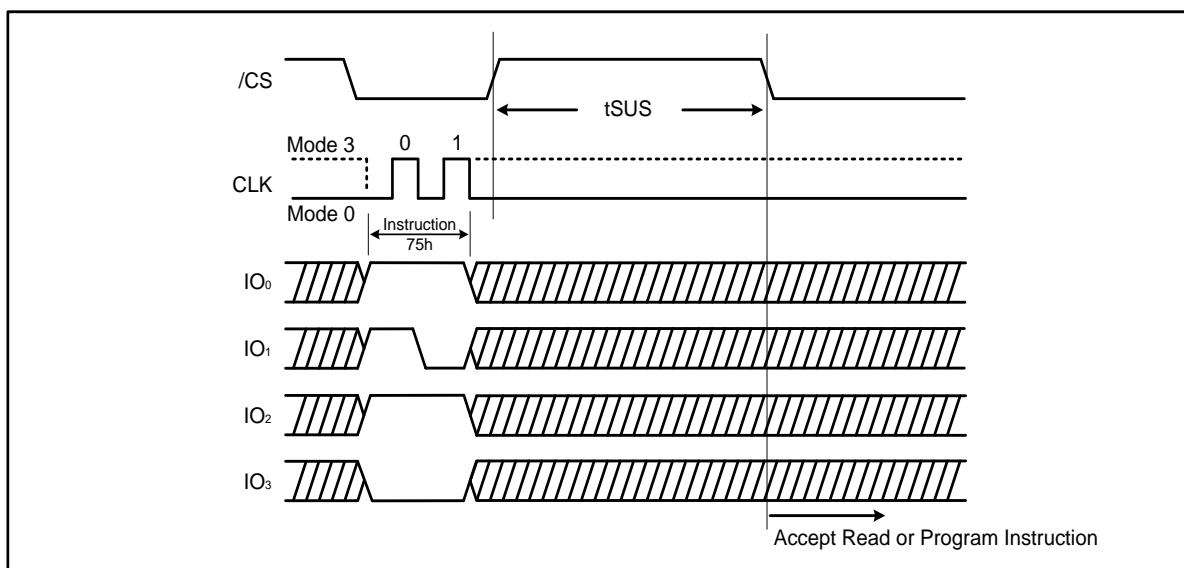 /CS
tSUS
Mode 3
0 1
CLK
Mode 0
Instruction
75h
IO₀
IO₁
IO₂
IO₃
Accept Read or Program Instruction